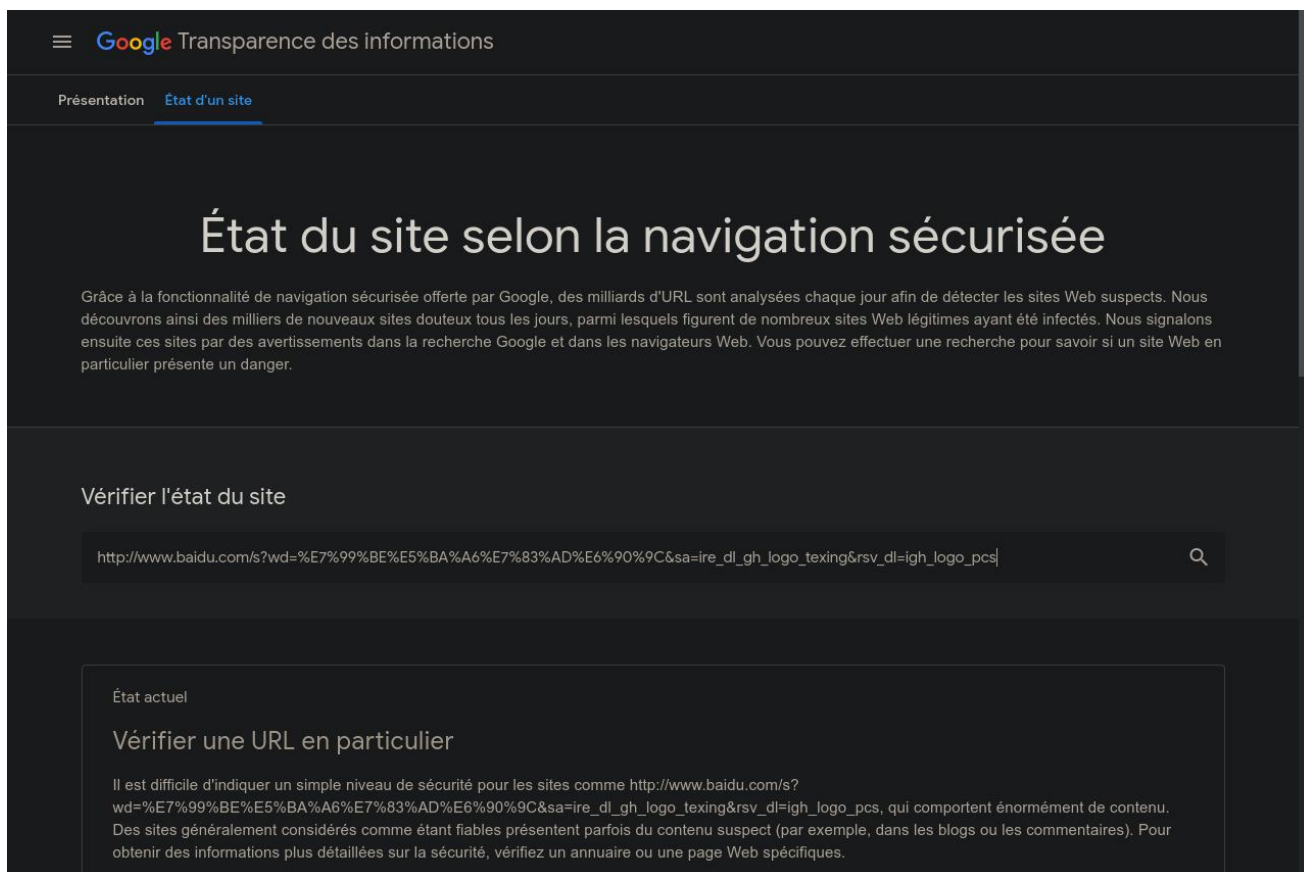 Google Transparence des informations
Présentation État d'un site
État du site selon la navigation sécurisée
Grâce à la fonctionnalité de navigation sécurisée offerte par Google, des milliards d'URL sont analysées chaque jour afin de détecter les sites Web suspects. Nous
découvrons ainsi des milliers de nouveaux sites douteux tous les jours, parmi lesquels figurent de nombreux sites Web légitimes ayant été infectés. Nous signalons
ensuite ces sites par des avertissements dans la recherche Google et dans les navigateurs Web. Vous pouvez effectuer une recherche pour savoir si un site Web en
particulier présente un danger.
Vérifier l'état du site
http://www.baidu.com/s?wd=%E7%99%BE%E5%BA%A6%E7%83%AD%E6%90%9C&sa=ire_dl_gh_logo_texing&rsv_dl=igh_logo_pcs
État actuel
Vérifier une URL en particulier
Il est difficile d'indiquer un simple niveau de sécurité pour les sites comme http://www.baidu.com/s?
wd=%E7%99%BE%E5%BA%A6%E7%83%AD%E6%90%9C&sa=ire_dl_gh_logo_texing&rsv_dl=igh_logo_pcs, qui comportent énormément de contenu.
Des sites généralement considérés comme étant fiables présentent parfois du contenu suspect (par exemple, dans les blogs ou les commentaires). Pour
obtenir des informations plus détaillées sur la sécurité, vérifiez un annuaire ou une page Web spécifiques.